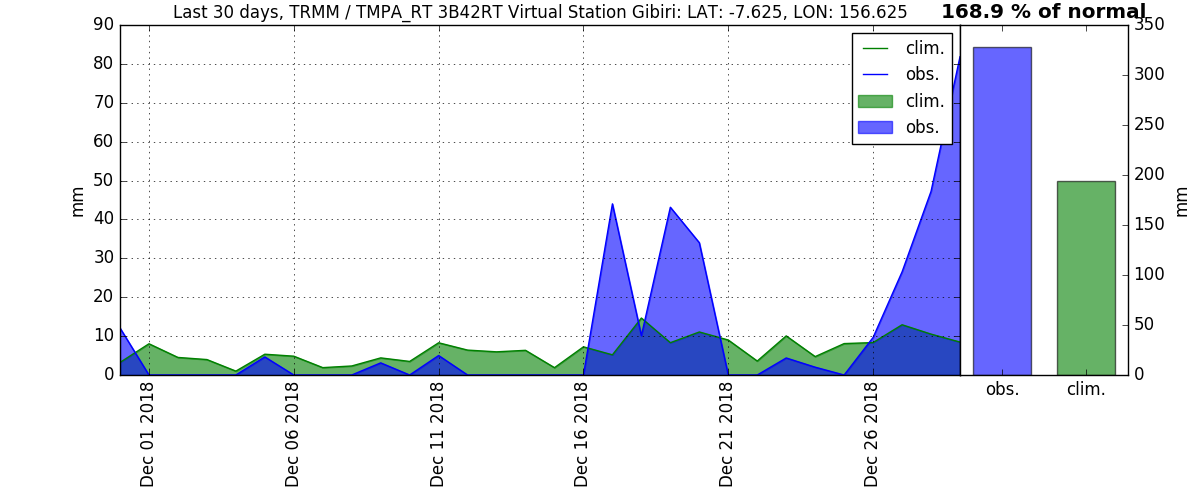 Last 30 days, TRMM / TMPA_RT 3B42RT Virtual Station Gibiri: LAT: -7.625, LON: 156.625
168.9 % of normal
90
80
70
60
50
40
30
20
10
0
mm
clim.
obs.
clim.
obs.
Dec 01 2018
Dec 06 2018
Dec 11 2018
Dec 16 2018
Dec 21 2018
Dec 26 2018
350
300
250
200
150
100
50
0
mm
obs.
clim.